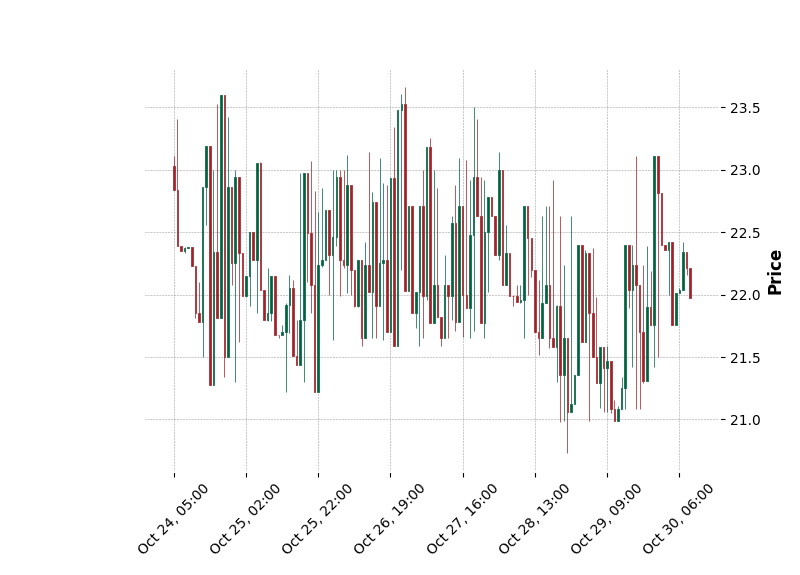 23.5
23.0
22.5
22.0
21.5
21.0
Price
Oct 24, 05:00
Oct 25, 02:00
Oct 25, 22:00
Oct 26, 19:00
Oct 27, 16:00
Oct 28, 13:00
Oct 29, 09:00
Oct 30, 06:00